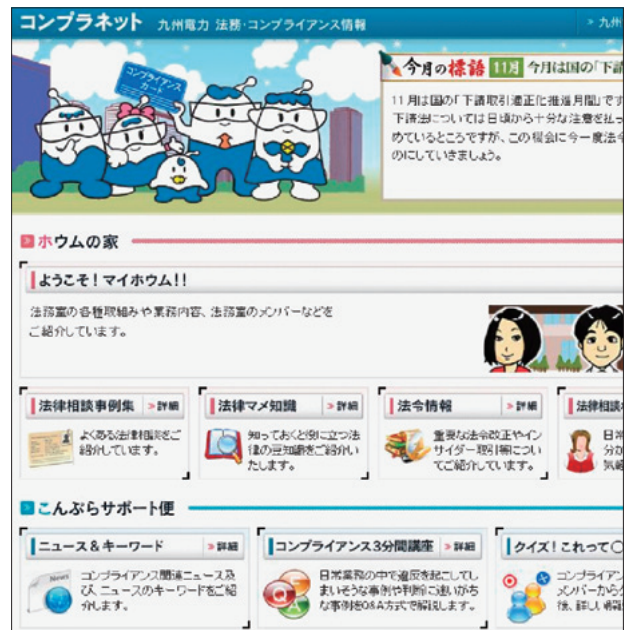 コンプラネット 九州電力 法務・コンプライアンス情報
> 九州
コンプライアンス
カード
今月の標語 11月 今月は国の「下請
11月は国の「下請取引適正化推進月間」です
下請法については日頃から十分な注意を払っ
めているところですが、この機会に今一度法令
のにしていきましょう。
ホウムの家
ようこそ!マイホウム!!
法務室の各種取組みや業務内容、法務室のメンバーなどを
ご紹介しています。
法律相談事例集 >詳細
よくある法律相談をご
紹介しています。
法律マメ知識 >詳細
知っておくと役に立つ法
律の豆知識をご紹介い
たします。
法令情報 >詳細
重要な法令改正やイン
サイダー取引等につい
てご紹介しています。
法律相談
日常
分か
気軽
こんぷらサポート便
ニュース&キーワード >詳細
News
コンプライアンス関連ニュース及
び、ニュースのキーワードをご紹
介します。
コンプライアンス3分間講座 >詳細
Q Q A
日常業務の中で違反を起こしてし
まいそうな事例や判断に迷いがち
な事例をQ&A方式で解説します。
クイズ!これって○
コンプライアン
メンバーからク
後、詳しい解説